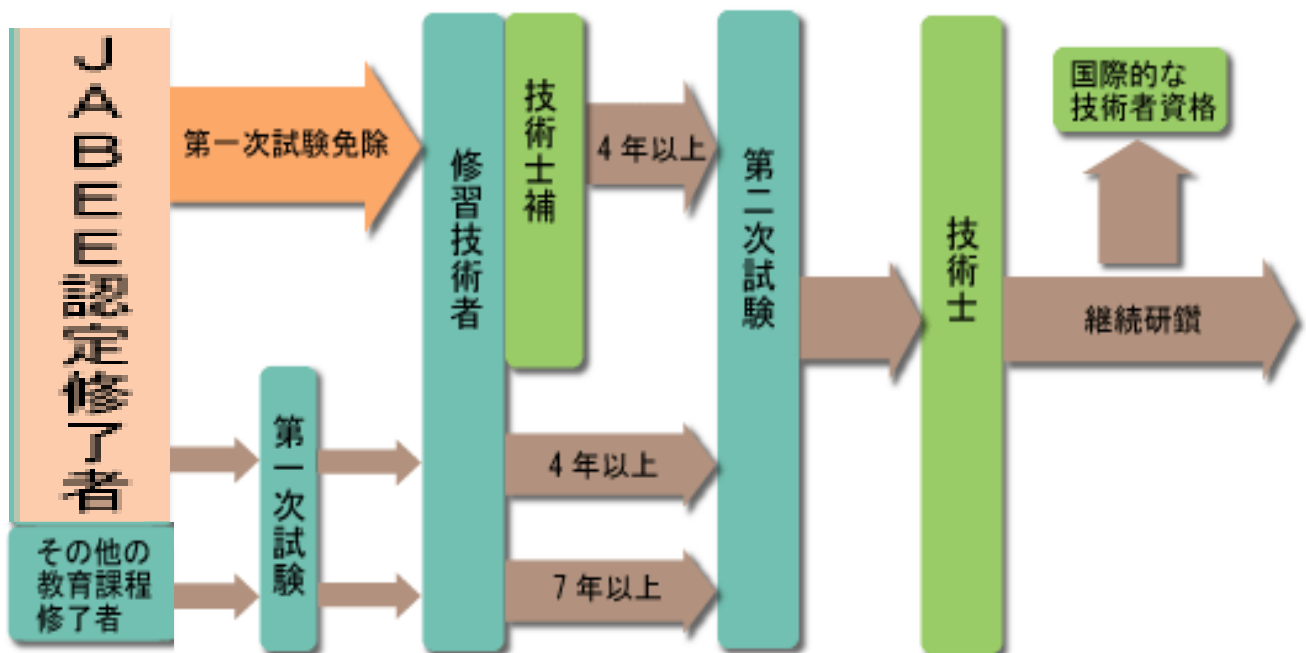 JABEE認定修了者
その他の
教育課程
修了者
第一次試験免除
第一次試験
修習技術者
技術士補
4年以上
4年以上
7年以上
第二次試験
技術士
国際的な
技術者資格
継続研鑽